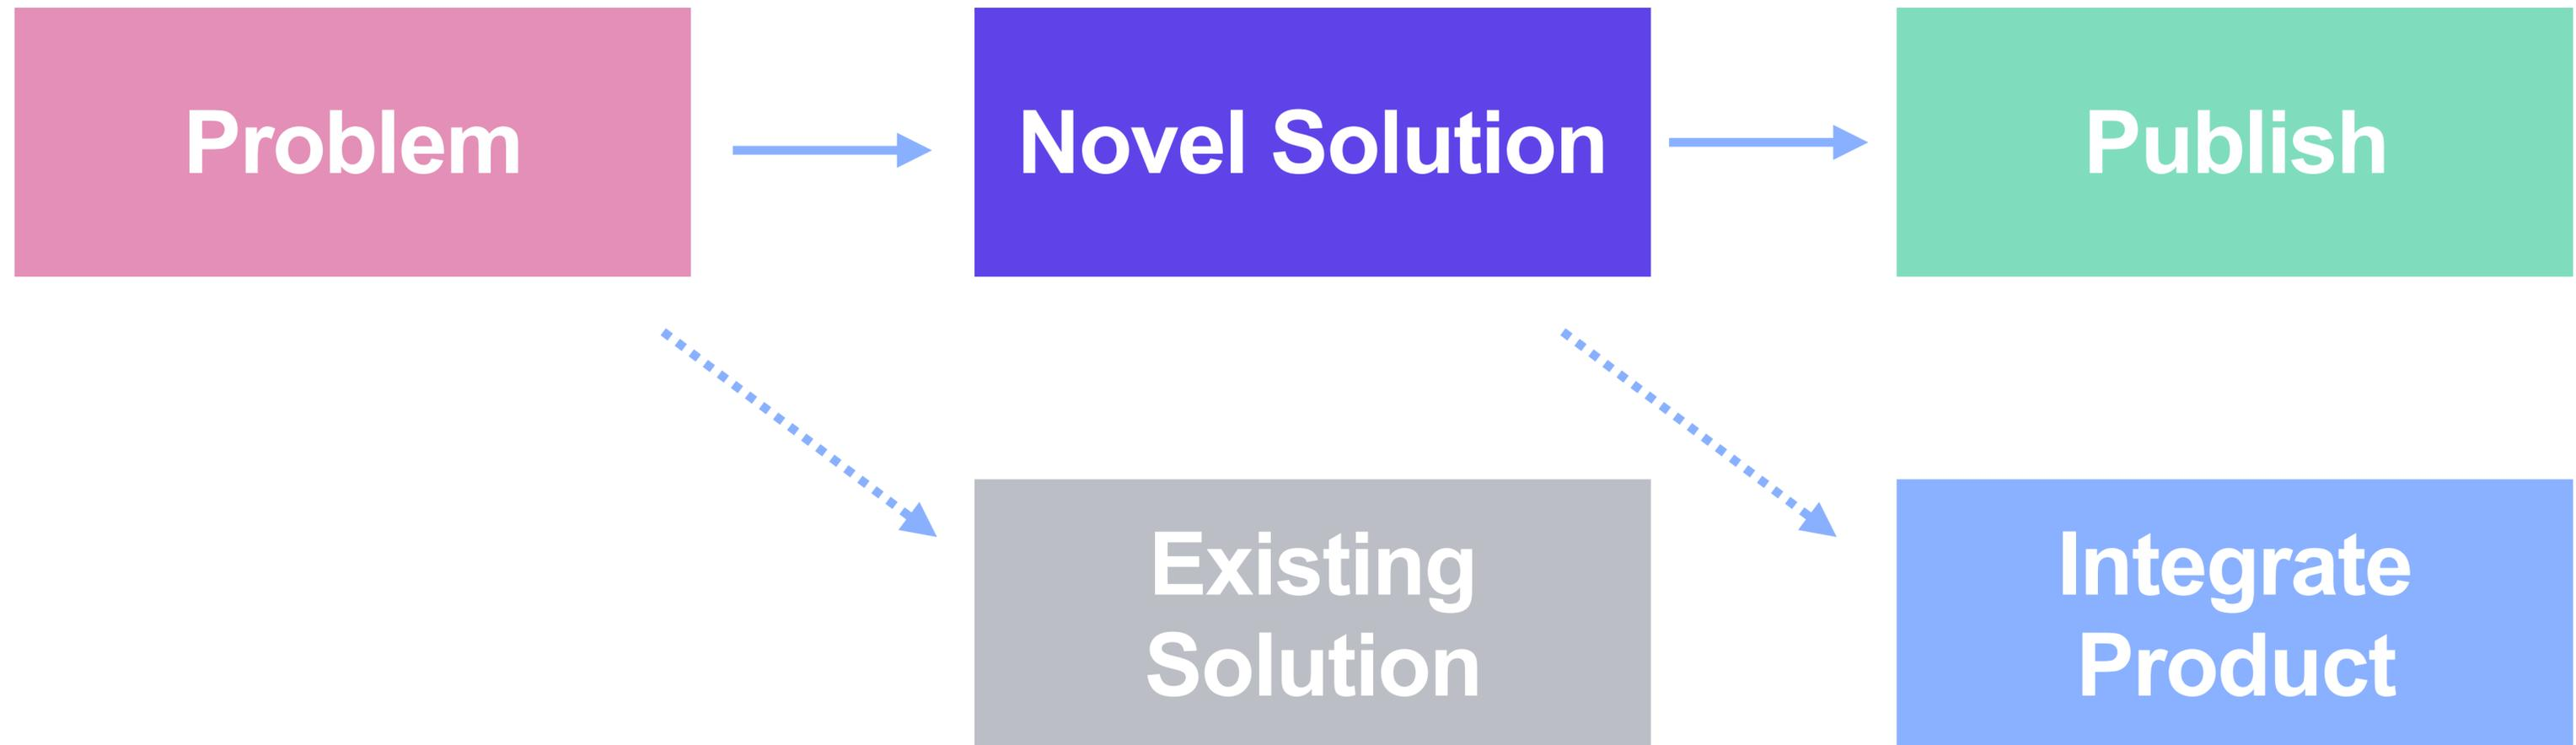 Problem
Novel Solution
Publish
Existing
Solution
Integrate
Product